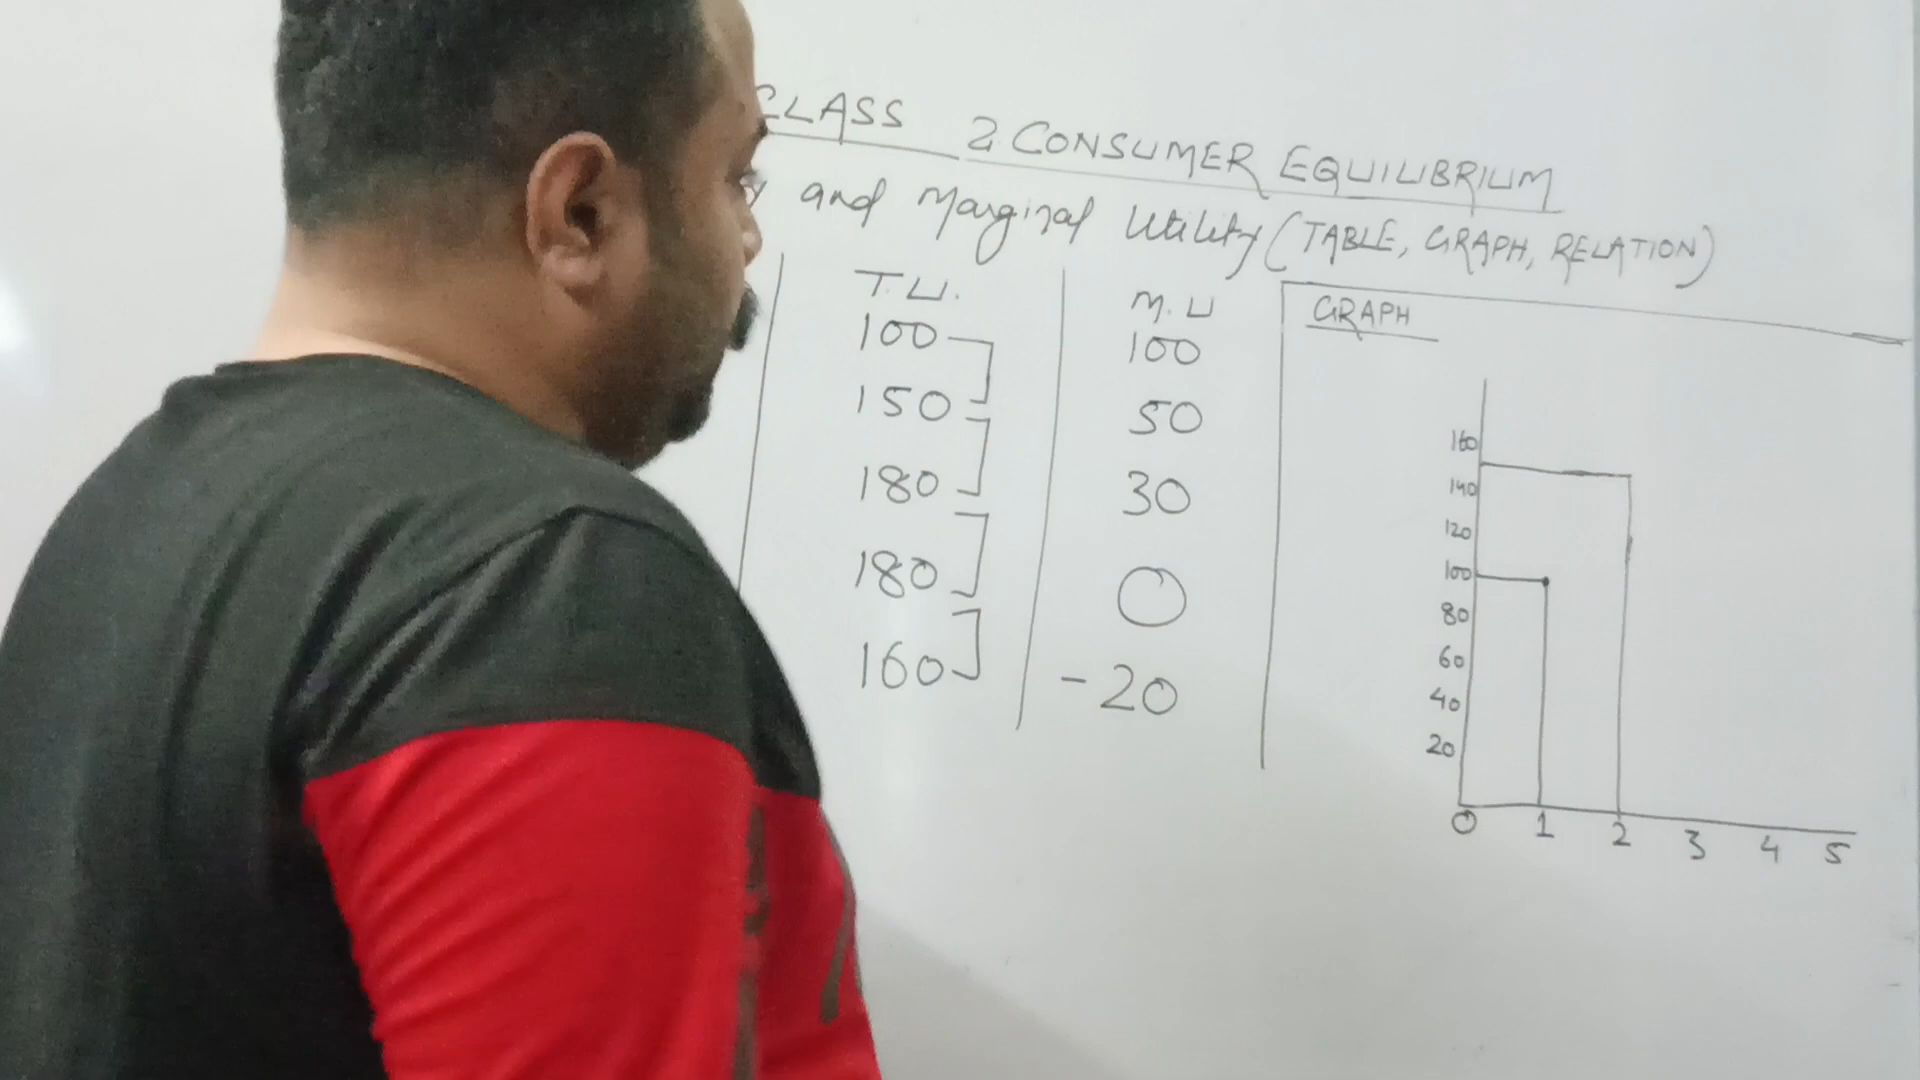 CLASS 2. CONSUMER EQUILIBRIUM
and Marginal Utility (TABLE, GRAPH, RELATION)
T.U. M.U
100 100
150 50
180 30
180 0
160 -20
GRAPH
160
140
120
100
80
60
40
20
0 1 2 3 4 5